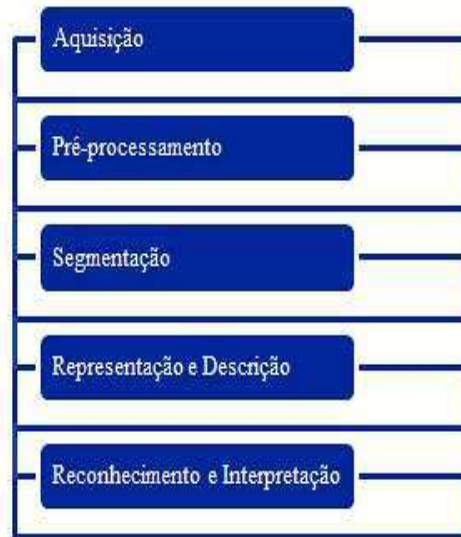 Aquisição
Pré-processamento
Segmentação
Representação e Descrição
Reconhecimento e Interpretação